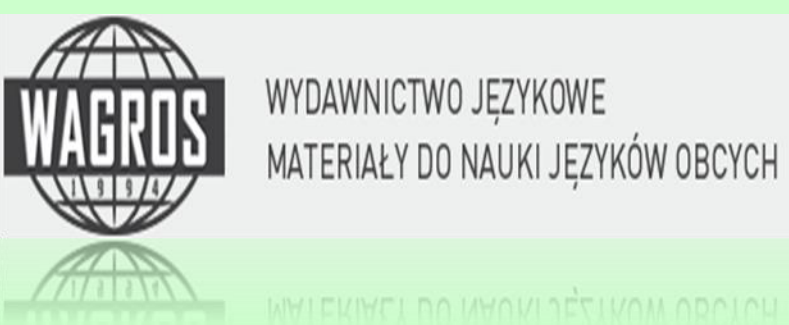 WAGROS
1994
WYDAWNICTWO JĘZYKOWE
MATERIAŁY DO NAUKI JĘZYKÓW OBCYCH